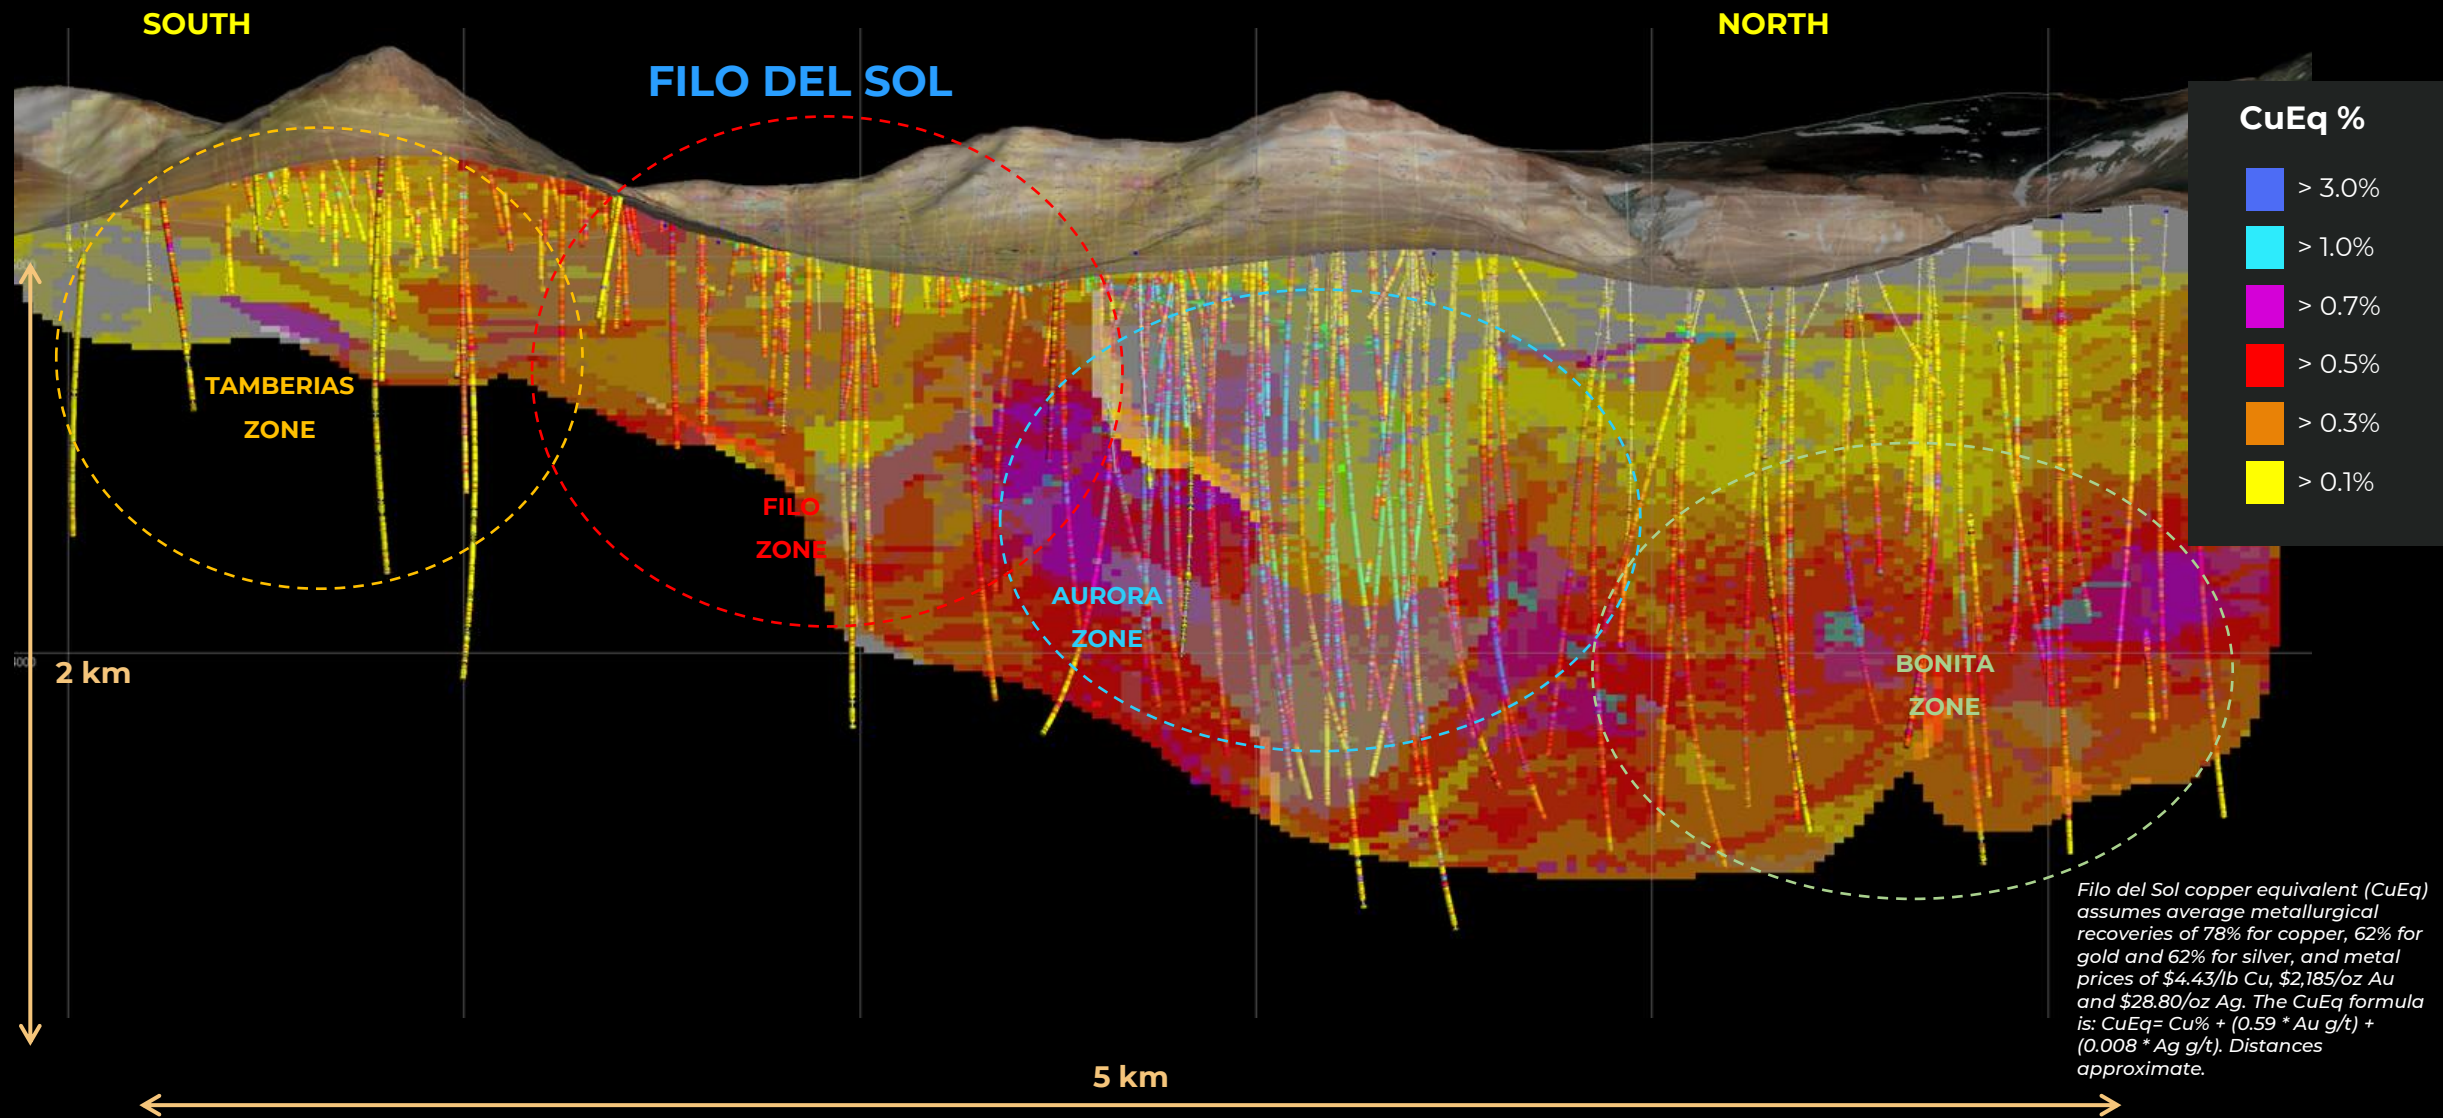 SOUTH
NORTH
FILO DEL SOL
CuEq %
> 3.0%
> 1.0%
> 0.7%
> 0.5%
> 0.3%
> 0.1%
TAMBERIAS
ZONE
FILO
ZONE
AURORA
ZONE
BONITA
ZONE
2 km
5 km
Filo del Sol copper equivalent (CuEq)
assumes average metallurgical
recoveries of 78% for copper, 62% for
gold and 62% for silver, and metal
prices of $4.43/lb Cu, $2,185/oz Au
and $28.80/oz Ag. The CuEq formula
is: CuEq= Cu% + (0.59 * Au g/t) +
(0.008 * Ag g/t). Distances
approximate.